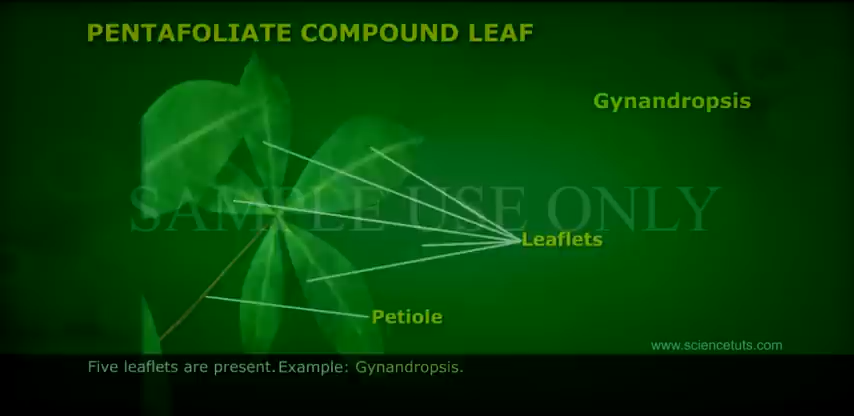 PENTAFOLIATE COMPOUND LEAF
Gynandropsis
SAMPLE USE ONLY
Leaflets
Petiole
www.sciencetuts.com
Five leaflets are present. Example: Gynandropsis.